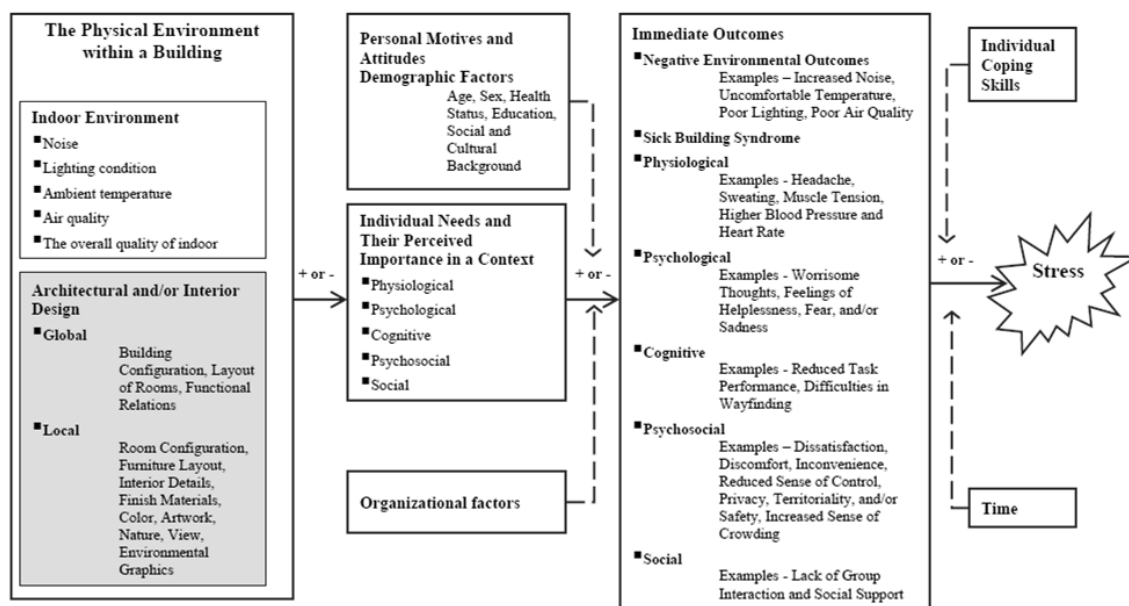 The Physical Environment
within a Building
Indoor Environment
■Noise
■Lighting condition
■Ambient temperature
■Air quality
■The overall quality of indoor
Architectural and/or Interior
Design
■Global
Building
Configuration, Layout
of Rooms, Functional
Relations
■Local
Room Configuration,
Furniture Layout,
Interior Details,
Finish Materials,
Color, Artwork,
Nature, View,
Environmental
Graphics
+ or -
Personal Motives and
Attitudes
Demographic Factors
Age, Sex, Health
Status, Education,
Social and
Cultural
Background
Individual Needs and
Their Perceived
Importance in a Context
■Physiological
■Psychological
■Cognitive
■Psychosocial
■Social
Organizational factors
+ or -
Immediate Outcomes
■Negative Environmental Outcomes
Examples – Increased Noise,
Uncomfortable Temperature,
Poor Lighting, Poor Air Quality
■Sick Building Syndrome
■Physiological
Examples - Headache,
Sweating, Muscle Tension,
Higher Blood Pressure and
Heart Rate
■Psychological
Examples - Worrisome
Thoughts, Feelings of
Helplessness, Fear, and/or
Sadness
■Cognitive
Examples - Reduced Task
Performance, Difficulties in
Wayfinding
■Psychosocial
Examples – Dissatisfaction,
Discomfort, Inconvenience,
Reduced Sense of Control,
Privacy, Territoriality, and/or
Safety, Increased Sense of
Crowding
■Social
Examples - Lack of Group
Interaction and Social Support
Individual
Coping
Skills
+ or -
Stress
Time